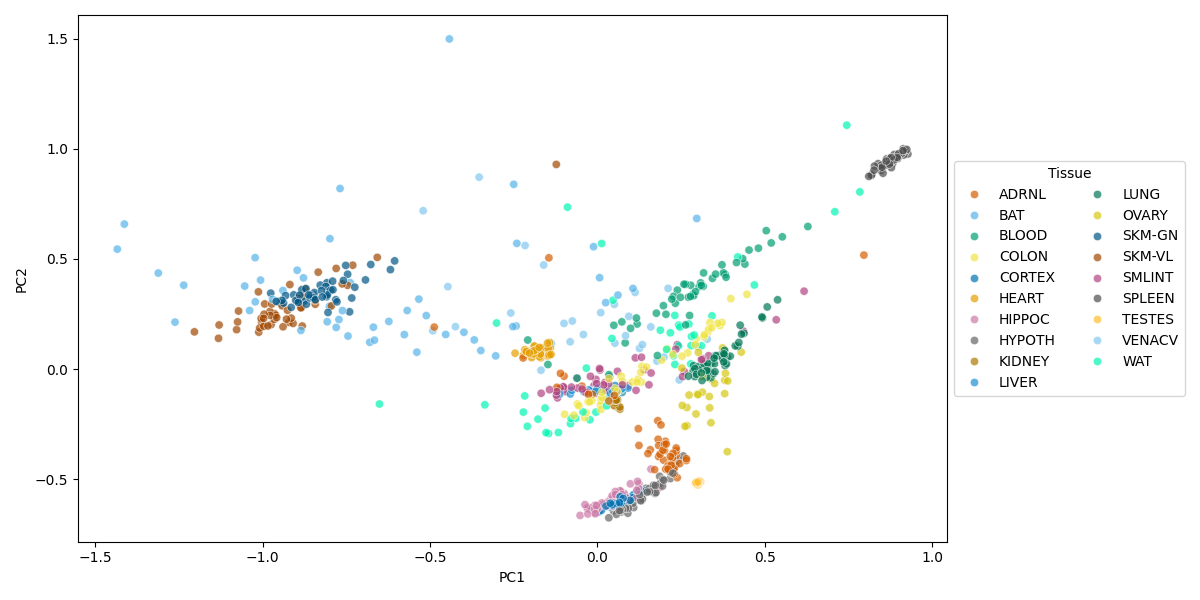 1.5
1.0
0.5
0.0
−0.5
PC2
−1.5
−1.0
−0.5
0.0
0.5
1.0
PC1
Tissue
ADRNL
BAT
BLOOD
COLON
CORTEX
HEART
HIPPOC
HYPOTH
KIDNEY
LIVER
LUNG
OVARY
SKM-GN
SKM-VL
SMLINT
SPLEEN
TESTES
VENACV
WAT